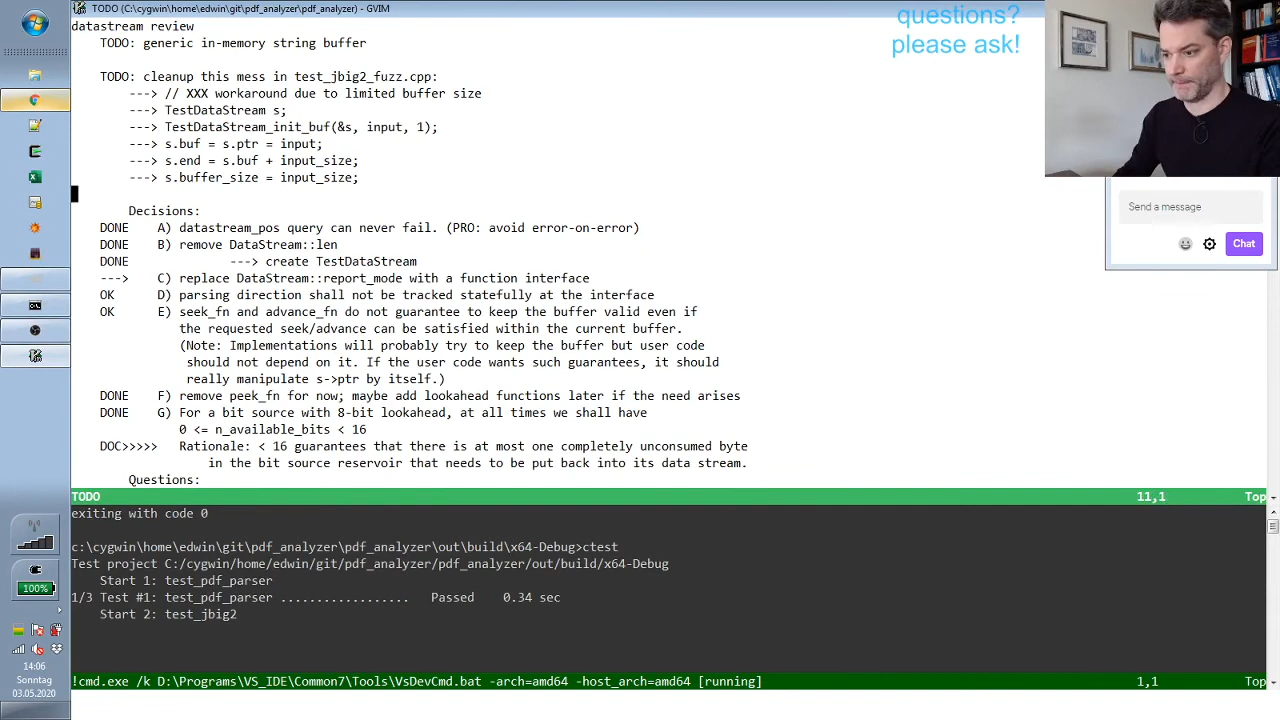 TODO (C:\cygwin\home\edwin\git\pdf_analyzer\pdf_analyzer) - GVIM
questions?
please ask!
datastream review
TODO: generic in-memory string buffer
TODO: cleanup this mess in test_jbig2_fuzz.cpp:
---> // XXX workaround due to limited buffer size
---> TestDataStream s;
---> TestDataStream_init_buf(&s, input, 1);
---> s.buf = s.ptr = input;
---> s.end = s.buf + input_size;
---> s.buffer_size = input_size;
Send a message
Chat
Decisions:
DONE A) datastream_pos query can never fail. (PRO: avoid error-on-error)
DONE B) remove DataStream::len
DONE ---> create TestDataStream
---> C) replace DataStream::report_mode with a function interface
OK D) parsing direction shall not be tracked statefully at the interface
OK E) seek_fn and advance_fn do not guarantee to keep the buffer valid even if
the requested seek/advance can be satisfied within the current buffer.
(Note: Implementations will probably try to keep the buffer but user code
should not depend on it. If the user code wants such guarantees, it should
really manipulate s->ptr by itself.)
DONE F) remove peek_fn for now; maybe add lookahead functions later if the need arises
DONE G) For a bit source with 8-bit lookahead, at all times we shall have
0 <= n_available_bits < 16
DOC>>>>> Rationale: < 16 guarantees that there is at most one completely unconsumed byte
in the bit source reservoir that needs to be put back into its data stream.
Questions:
TODO 11,1 Top
exiting with code 0
c:\cygwin\home\edwin\git\pdf_analyzer\pdf_analyzer\out\build\x64-Debug>ctest
Test project C:/cygwin/home/edwin/git/pdf_analyzer/pdf_analyzer/out/build/x64-Debug
Start 1: test_pdf_parser
1/3 Test #1: test_pdf_parser .................. Passed 0.34 sec
Start 2: test_jbig2
!cmd.exe /k D:\Programs\VS_IDE\Common7\Tools\VsDevCmd.bat -arch=amd64 -host_arch=amd64 [running] 1,1 Top
100%
14:06
Sonntag
03.05.2020